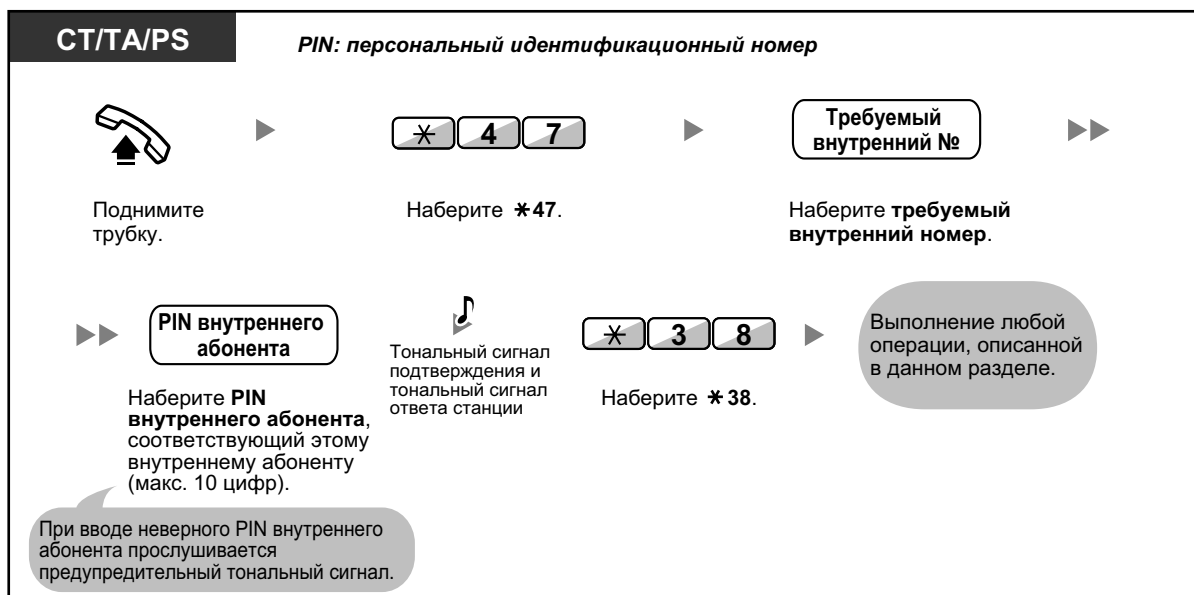 CT/TA/PS
PIN: персональный идентификационный номер
✳ 4 7
Требуемый
внутренний №
Поднимите
трубку.
Наберите ✳47.
Наберите требуемый
внутренний номер.
PIN внутреннего
абонента
Тональный сигнал
подтверждения и
тональный сигнал
ответа станции
✳ 3 8
Выполнение любой
операции, описанной
в данном разделе.
Наберите PIN
внутреннего абонента,
соответствующий этому
внутреннему абоненту
(макс. 10 цифр).
Наберите ✳38.
При вводе неверного PIN внутреннего
абонента прослушивается
предупредительный тональный сигнал.